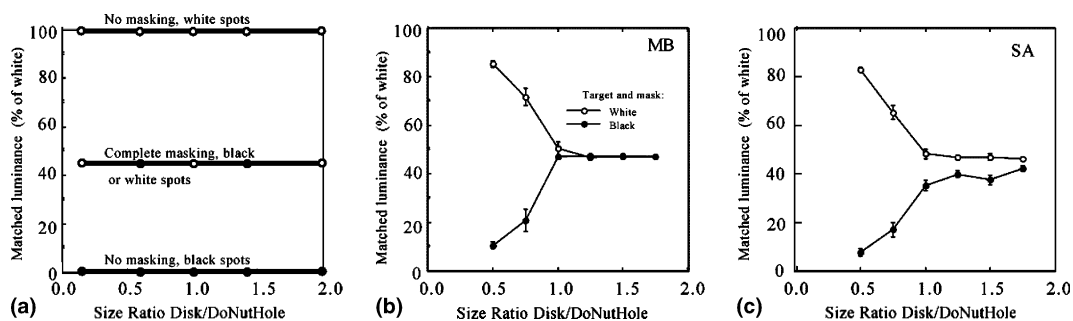 Matched luminance (% of white)
100
80
60
40
20
0
No masking, white spots
Complete masking, black
or white spots
No masking, black spots
0.0 0.5 1.0 1.5 2.0
(a) Size Ratio Disk/DoNutHole
Matched luminance (% of white)
100
80
60
40
20
0
MB
Target and mask:
White
Black
0.0 0.5 1.0 1.5 2.0
(b) Size Ratio Disk/DoNutHole
Matched luminance (% of white)
100
80
60
40
20
0
SA
0.0 0.5 1.0 1.5 2.0
(c) Size Ratio Disk/DoNutHole